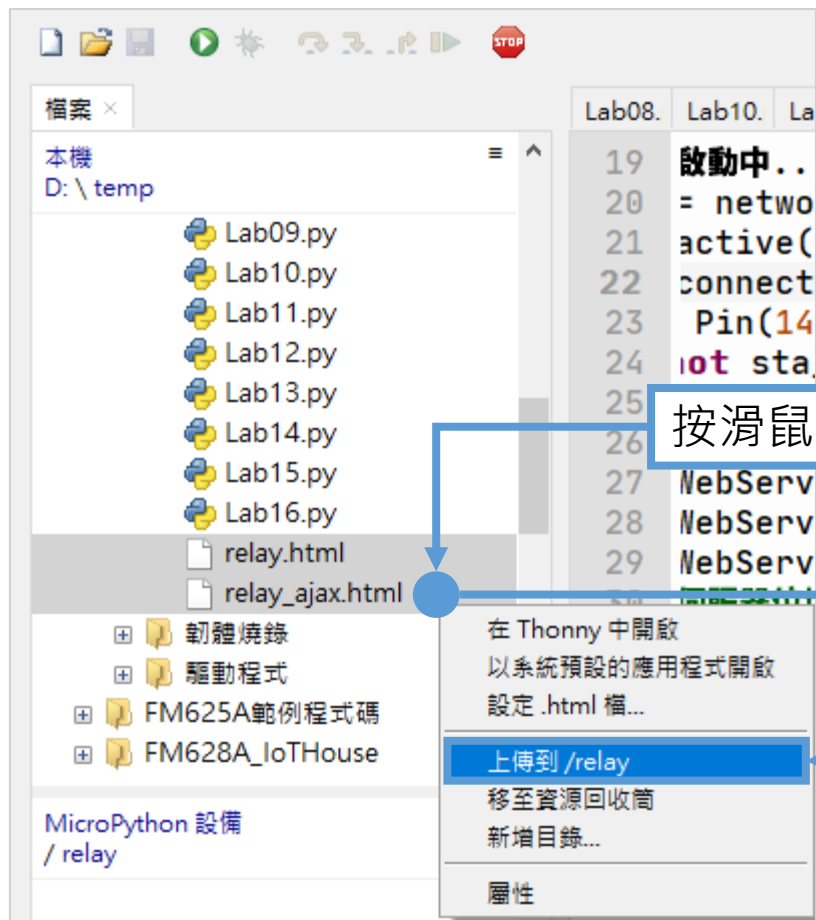 STOP
檔案 ×
Lab08. Lab10. La
本機
D: \ temp
Lab09.py
Lab10.py
Lab11.py
Lab12.py
Lab13.py
Lab14.py
Lab15.py
Lab16.py
relay.html
relay_ajax.html
韌體燒錄
驅動程式
FM625A範例程式碼
FM628A_IoTHouse
MicroPython 設備
/ relay
19 啟動中..
20 = netwo
21 active(
22 connect
23 Pin(14
24 not sta_
25
26
27 WebServ
28 WebServ
29 WebServ
按滑鼠
在 Thonny 中開啟
以系統預設的應用程式開啟
設定 .html 檔...
上傳到 /relay
移至資源回收筒
新增目錄...
屬性